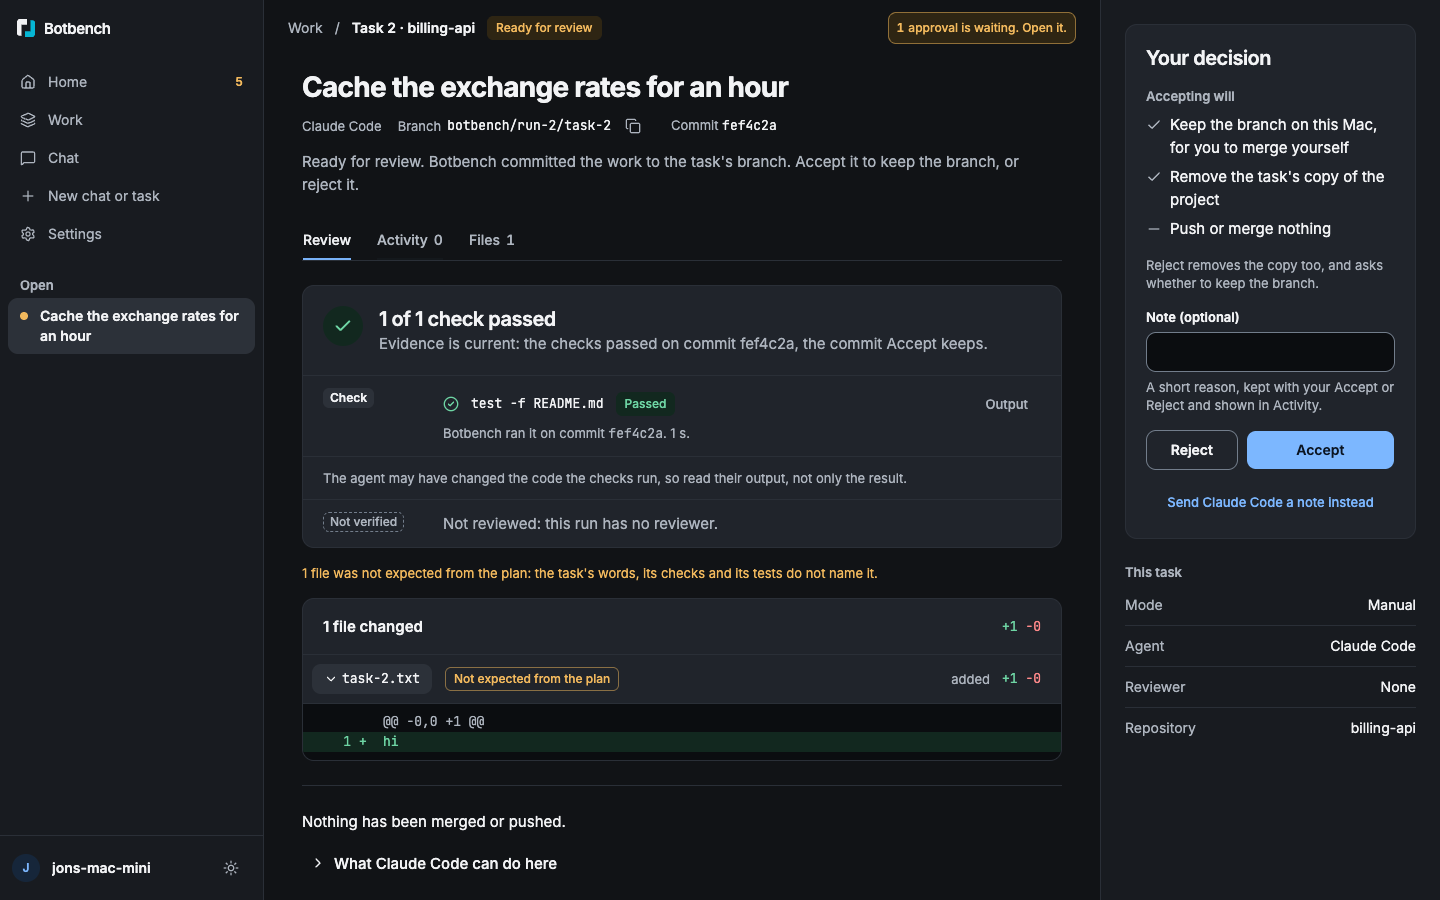 Botbench
Home 5
Work
Chat
New chat or task
Settings
Open
Cache the exchange rates for
an hour
J jons-mac-mini
Work / Task 2 · billing-api Ready for review
1 approval is waiting. Open it.
Cache the exchange rates for an hour
Claude Code Branch botbench/run-2/task-2 Commit fef4c2a
Ready for review. Botbench committed the work to the task's branch. Accept it to keep the branch, or
reject it.
Review Activity 0 Files 1
1 of 1 check passed
Evidence is current: the checks passed on commit fef4c2a, the commit Accept keeps.
Check test -f README.md Passed Output
Botbench ran it on commit fef4c2a. 1 s.
The agent may have changed the code the checks run, so read their output, not only the result.
Not verified Not reviewed: this run has no reviewer.
1 file was not expected from the plan: the task's words, its checks and its tests do not name it.
1 file changed +1 -0
task-2.txt Not expected from the plan added +1 -0
@@ -0,0 +1 @@
1 + hi
Nothing has been merged or pushed.
What Claude Code can do here
Your decision
Accepting will
Keep the branch on this Mac,
for you to merge yourself
Remove the task's copy of the
project
Push or merge nothing
Reject removes the copy too, and asks
whether to keep the branch.
Note (optional)
A short reason, kept with your Accept or
Reject and shown in Activity.
Reject Accept
Send Claude Code a note instead
This task
Mode Manual
Agent Claude Code
Reviewer None
Repository billing-api